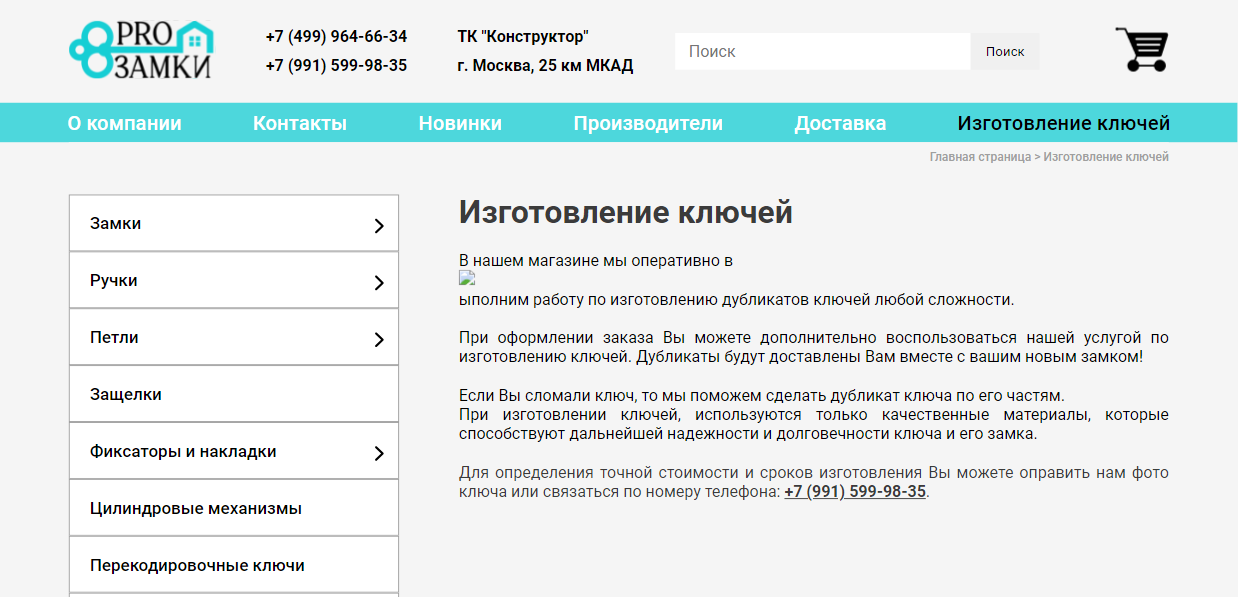 PRO
ЗАМКИ
+7 (499) 964-66-34
+7 (991) 599-98-35
ТК "Конструктор"
г. Москва, 25 км МКАД
Поиск
Поиск
О компании
Контакты
Новинки
Производители
Доставка
Изготовление ключей
Главная страница > Изготовление ключей
Замки
Ручки
Петли
Защелки
Фиксаторы и накладки
Цилиндровые механизмы
Перекодировочные ключи
Изготовление ключей
В нашем магазине мы оперативно в
ыполним работу по изготовлению дубликатов ключей любой сложности.
При оформлении заказа Вы можете дополнительно воспользоваться нашей услугой по
изготовлению ключей. Дубликаты будут доставлены Вам вместе с вашим новым замком!
Если Вы сломали ключ, то мы поможем сделать дубликат ключа по его частям.
При изготовлении ключей, используются только качественные материалы, которые
способствуют дальнейшей надежности и долговечности ключа и его замка.
Для определения точной стоимости и сроков изготовления Вы можете оправить нам фото
ключа или связаться по номеру телефона: +7 (991) 599-98-35.